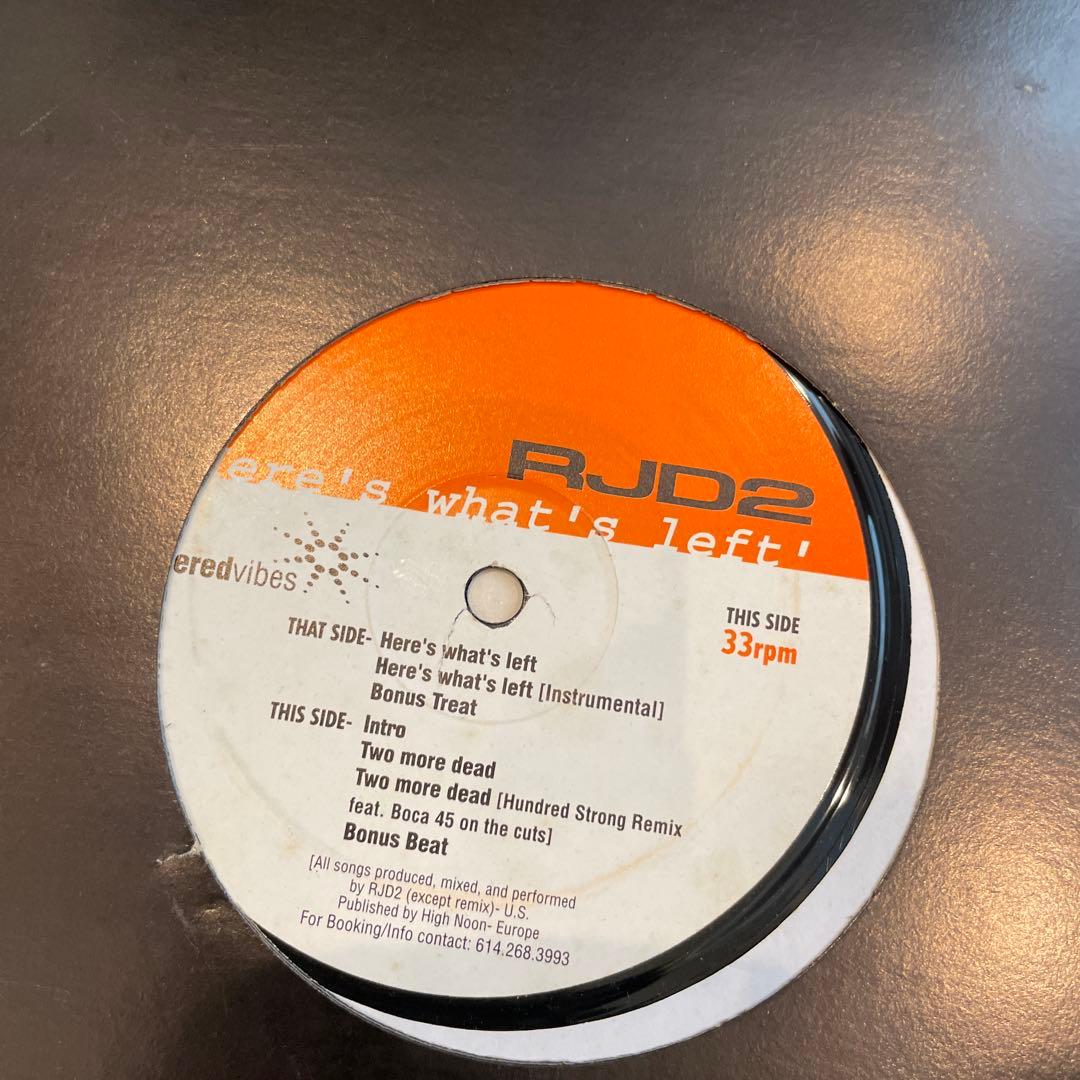 RJD2
ere's what's left'
eredvibes
THIS SIDE
33rpm
THAT SIDE- Here's what's left
Here's what's left [Instrumental]
Bonus Treat
THIS SIDE- Intro
Two more dead
Two more dead [Hundred Strong Remix
feat. Boca 45 on the cuts]
Bonus Beat
[All songs produced, mixed, and performed
by RJD2 (except remix)- U.S.
Published by High Noon- Europe
For Booking/Info contact: 614.268.3993